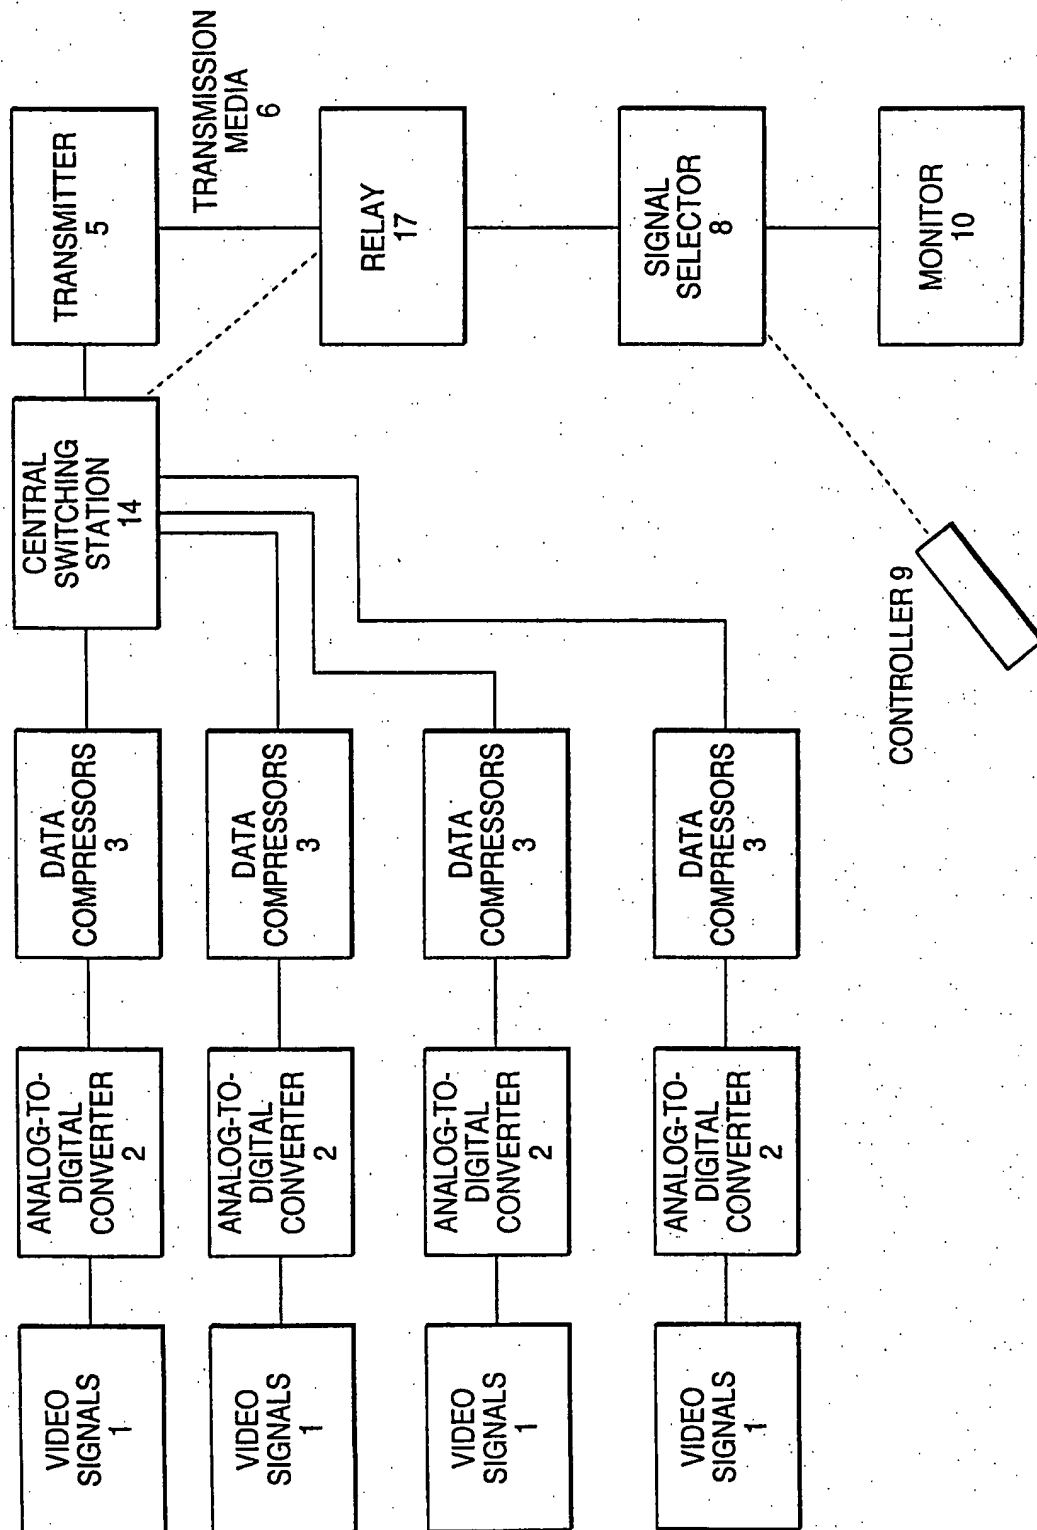 VIDEO
SIGNALS
1
ANALOG-TO-
DIGITAL
CONVERTER
2
DATA
COMPRESSORS
3
CENTRAL
SWITCHING
STATION
14
TRANSMITTER
5
VIDEO
SIGNALS
1
ANALOG-TO-
DIGITAL
CONVERTER
2
DATA
COMPRESSORS
3
TRANSMISSION
MEDIA
6
VIDEO
SIGNALS
1
ANALOG-TO-
DIGITAL
CONVERTER
2
DATA
COMPRESSORS
3
RELAY
17
VIDEO
SIGNALS
1
ANALOG-TO-
DIGITAL
CONVERTER
2
DATA
COMPRESSORS
3
SIGNAL
SELECTOR
8
CONTROLLER 9
MONITOR
10